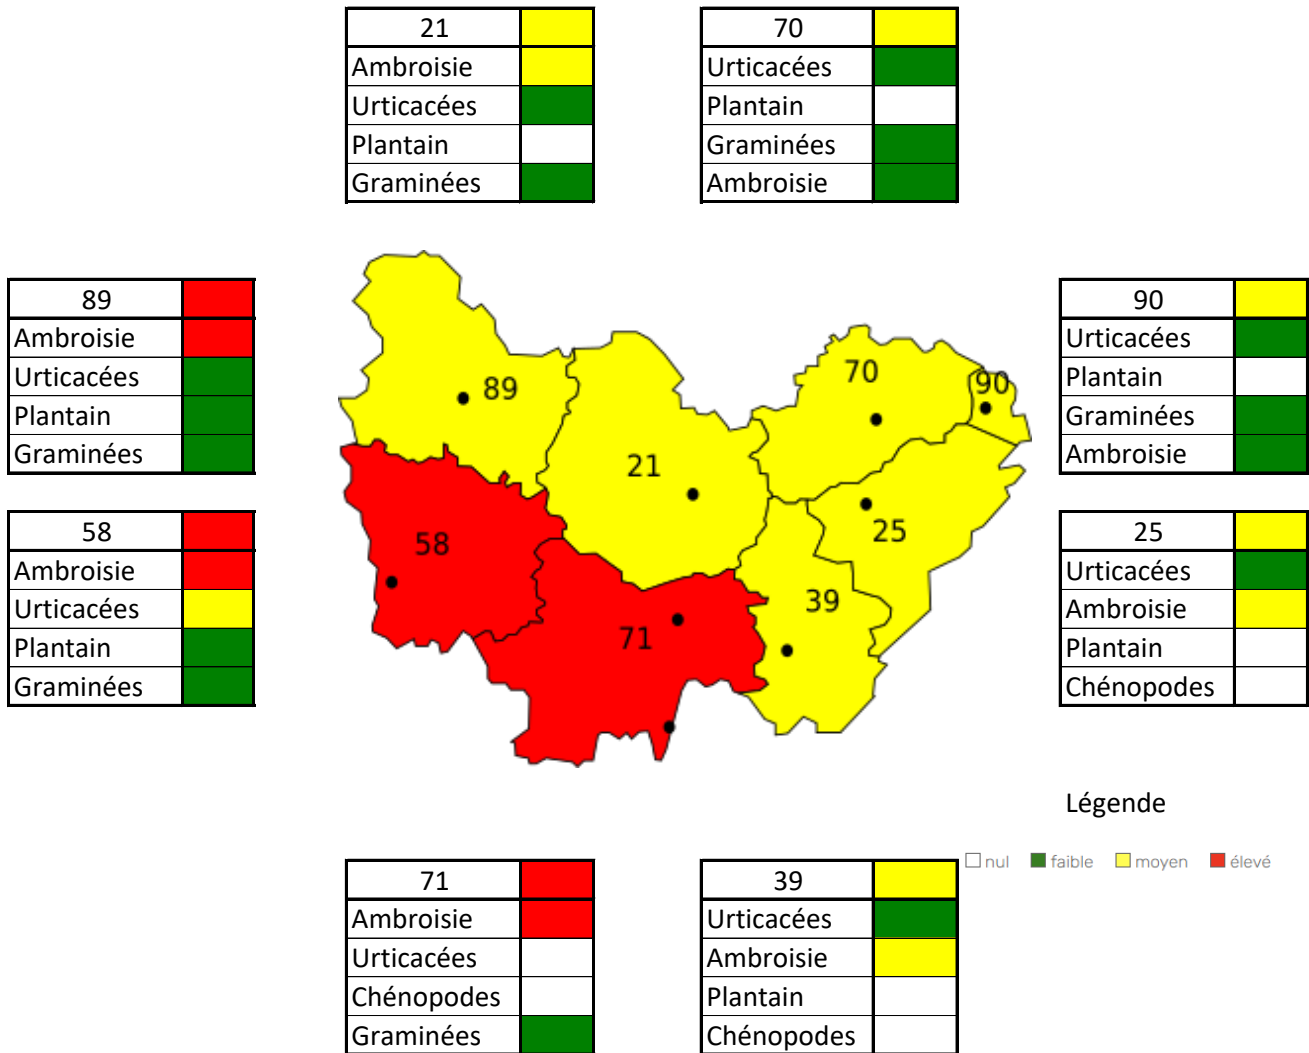 21
Ambroisie
Urticacées
Plantain
Graminées
70
Urticacées
Plantain
Graminées
Ambroisie
89
Ambroisie
Urticacées
Plantain
Graminées
58
Ambroisie
Urticacées
Plantain
Graminées
89
70
90
21
25
58
39
71
90
Urticacées
Plantain
Graminées
Ambroisie
25
Urticacées
Ambroisie
Plantain
Chénopodes
Légende
nul faible moyen élevé
71
Ambroisie
Urticacées
Chénopodes
Graminées
39
Urticacées
Ambroisie
Plantain
Chénopodes